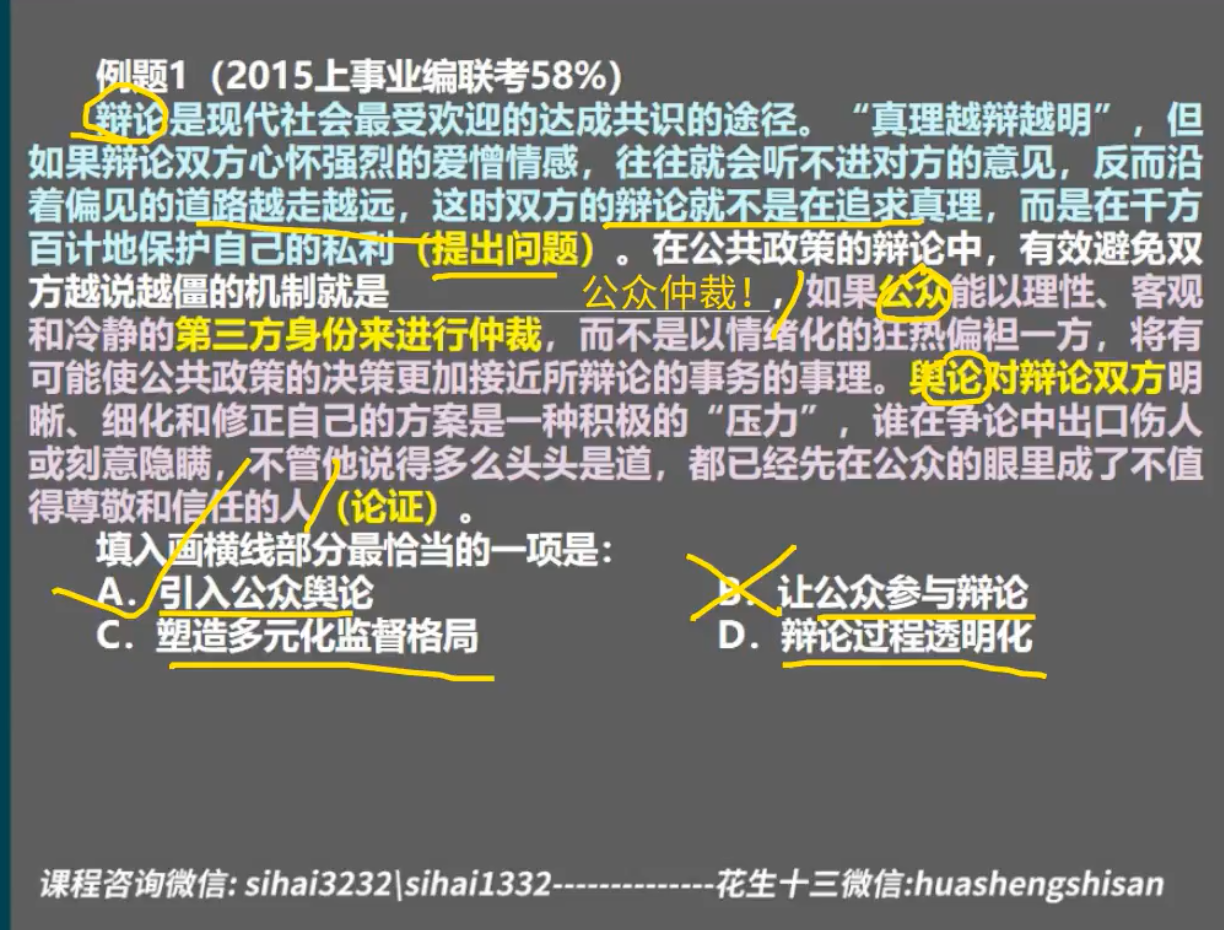 例题1（2015上事业编联考58%）
辩论是现代社会最受欢迎的达成共识的途径。“真理越辩越明”，但
如果辩论双方心怀强烈的爱憎情感，往往就会听不进对方的意见，反而沿
着偏见的道路越走越远，这时双方的辩论就不是在追求真理，而是在千方
百计地保护自己的私利（提出问题）。在公共政策的辩论中，有效避免双
方越说越僵的机制就是＿＿＿＿＿公众仲裁！，如果公众能以理性、客观
和冷静的第三方身份来进行仲裁，而不是以情绪化的狂热偏袒一方，将有
可能使公共政策的决策更加接近所辩论的事务的事理。舆论对辩论双方明
晰、细化和修正自己的方案是一种积极的“压力”，谁在争论中出口伤人
或刻意隐瞒，不管他说得多么头头是道，都已经先在公众的眼里成了不值
得尊敬和信任的人（论证）。
填入画横线部分最恰当的一项是：
A．引入公众舆论 B．让公众参与辩论
C．塑造多元化监督格局 D．辩论过程透明化
课程咨询微信: sihai3232\sihai1332--------------花生十三微信:huashengshisan